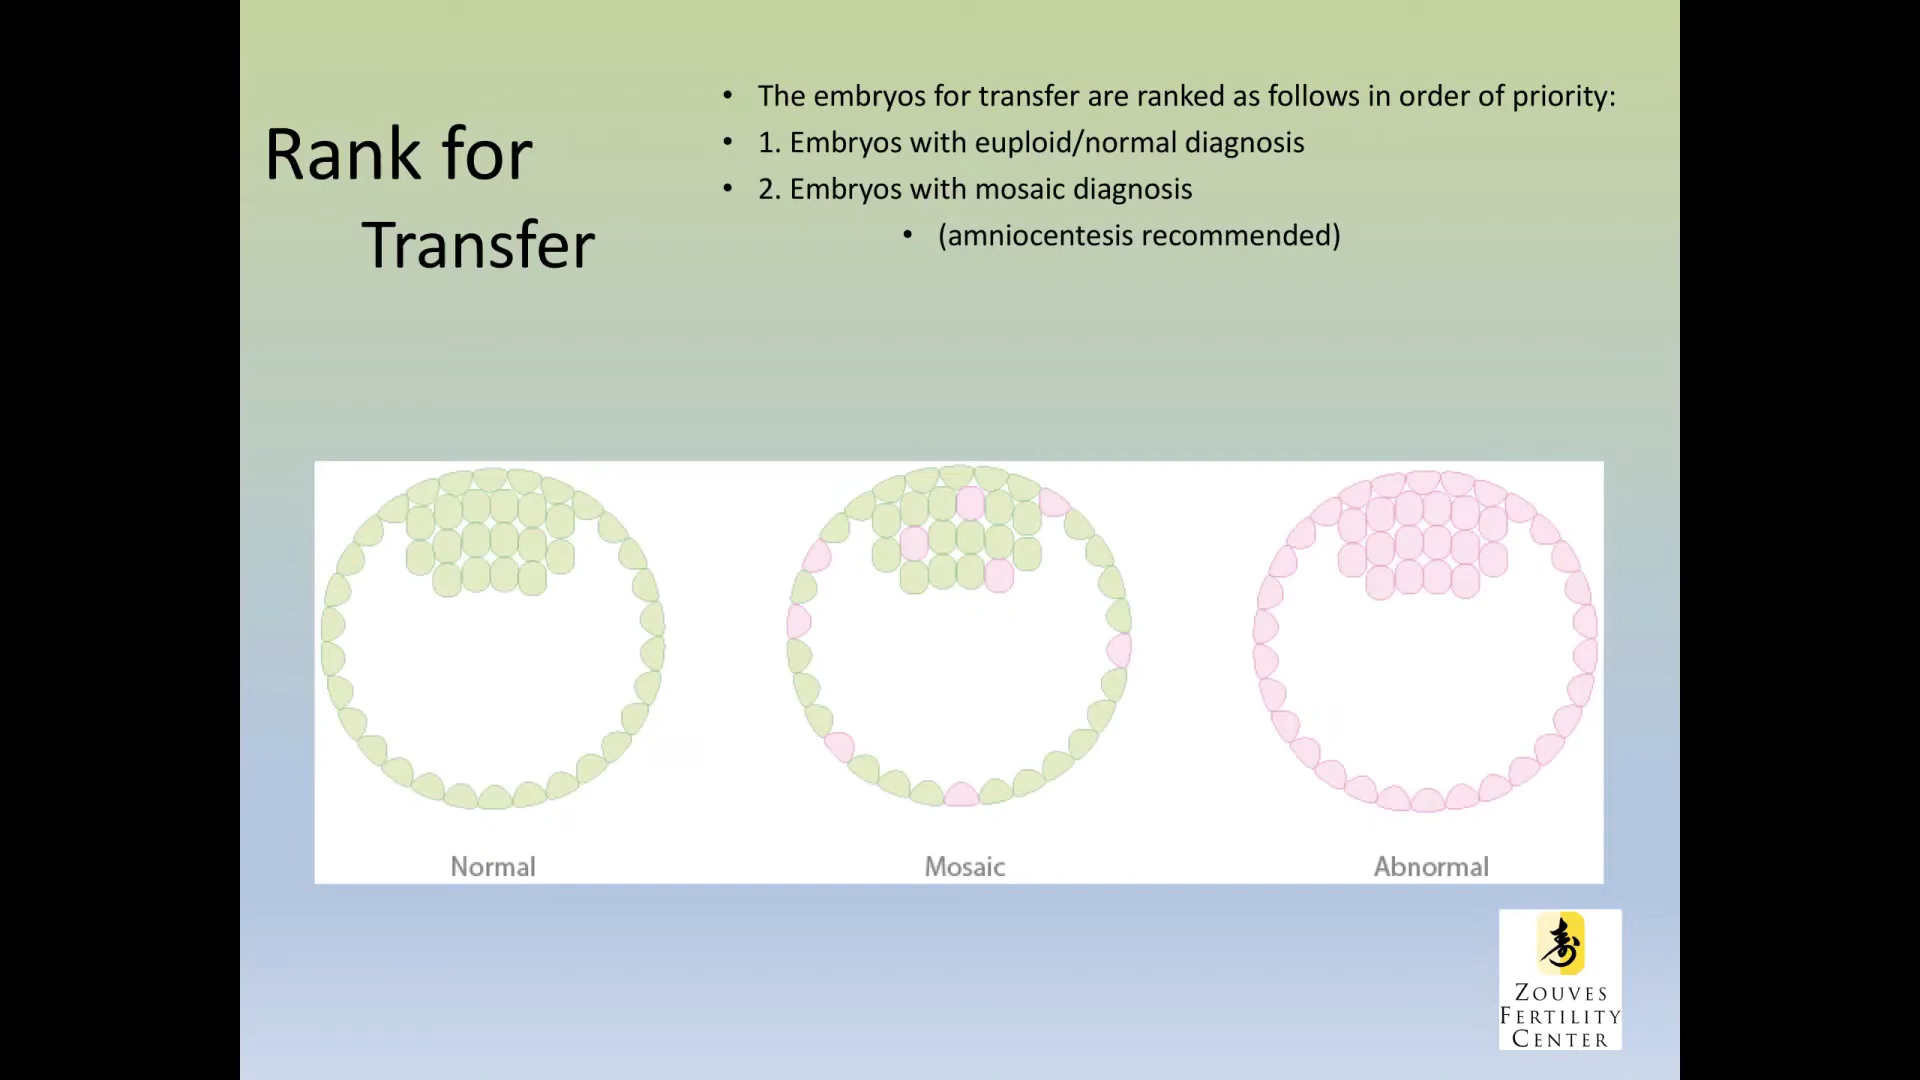 Rank for
Transfer
• The embryos for transfer are ranked as follows in order of priority:
• 1. Embryos with euploid/normal diagnosis
• 2. Embryos with mosaic diagnosis
• (amniocentesis recommended)
Normal
Mosaic
Abnormal
寿
ZOUVES
FERTILITY
CENTER